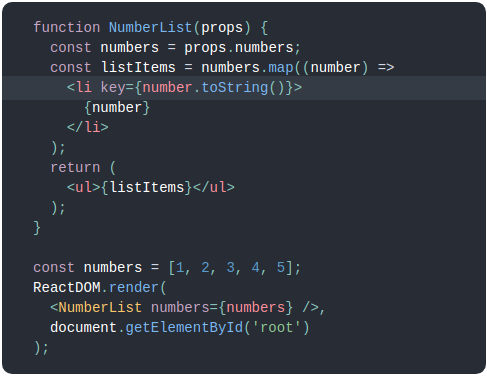 function NumberList(props) {
  const numbers = props.numbers;
  const listItems = numbers.map((number) =>
    <li key={number.toString()}>
      {number}
    </li>
  );
  return (
    <ul>{listItems}</ul>
  );
}

const numbers = [1, 2, 3, 4, 5];
ReactDOM.render(
  <NumberList numbers={numbers} />,
  document.getElementById('root')
);